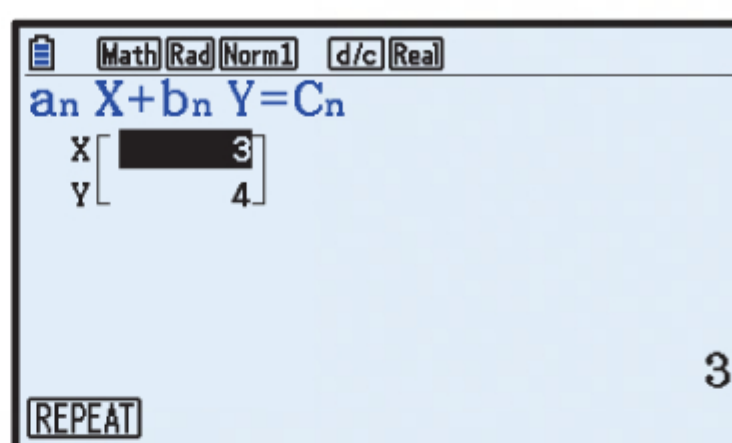 Math Rad Norm1 d/c Real
an X+bn Y=Cn
X 3
Y 4
3
REPEAT